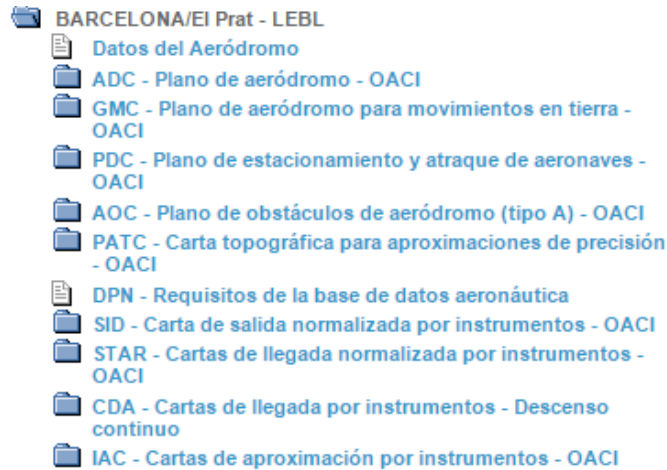 BARCELONA/El Prat - LEBL
Datos del Aeródromo
ADC - Plano de aeródromo - OACI
GMC - Plano de aeródromo para movimientos en tierra -
OACI
PDC - Plano de estacionamiento y atraque de aeronaves -
OACI
AOC - Plano de obstáculos de aeródromo (tipo A) - OACI
PATC - Carta topográfica para aproximaciones de precisión
- OACI
DPN - Requisitos de la base de datos aeronáutica
SID - Carta de salida normalizada por instrumentos - OACI
STAR - Cartas de llegada normalizada por instrumentos -
OACI
CDA - Cartas de llegada por instrumentos - Descenso
continuo
IAC - Cartas de aproximación por instrumentos - OACI